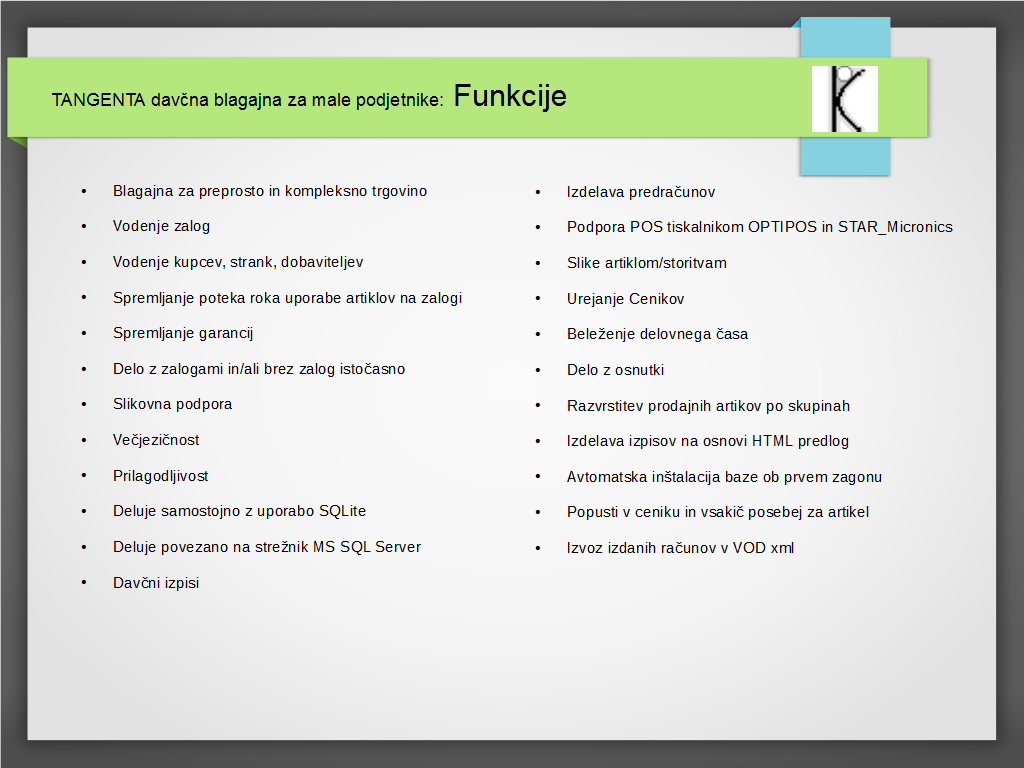 TANGENTA davčna blagajna za male podjetnike: Funkcije
K
• Blagajna za preprosto in kompleksno trgovino
• Vodenje zalog
• Vodenje kupcev, strank, dobaviteljev
• Spremljanje poteka roka uporabe artiklov na zalogi
• Spremljanje garancij
• Delo z zalogami in/ali brez zalog istočasno
• Slikovna podpora
• Večjezičnost
• Prilagodljivost
• Deluje samostojno z uporabo SQLite
• Deluje povezano na strežnik MS SQL Server
• Davčni izpisi
• Izdelava predračunov
• Podpora POS tiskalnikom OPTIPOS in STAR_Micronics
• Slike artiklom/storitvam
• Urejanje Cenikov
• Beleženje delovnega časa
• Delo z osnutki
• Razvrstitev prodajnih artikov po skupinah
• Izdelava izpisov na osnovi HTML predlog
• Avtomatska inštalacija baze ob prvem zagonu
• Popusti v ceniku in vsakič posebej za artikel
• Izvoz izdanih računov v VOD xml